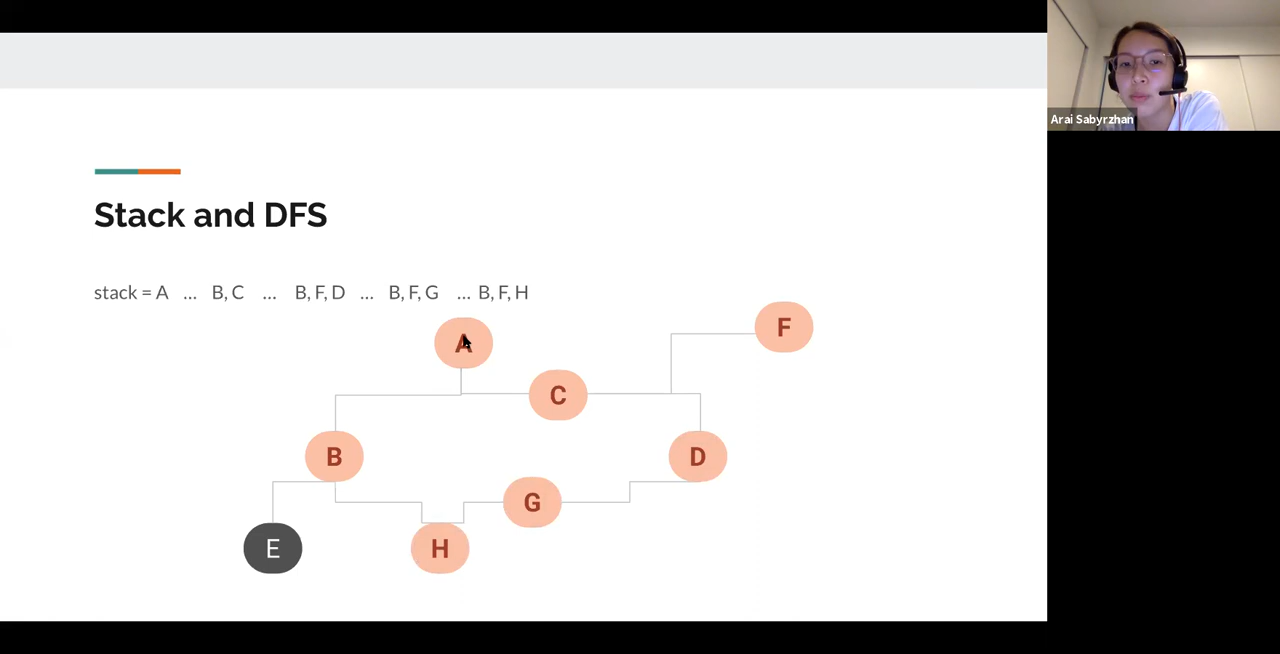 Arai Sabyrzhan
Stack and DFS
stack = A ... B, C ... B, F, D ... B, F, G ... B, F, H
A
F
C
B
D
G
E
H